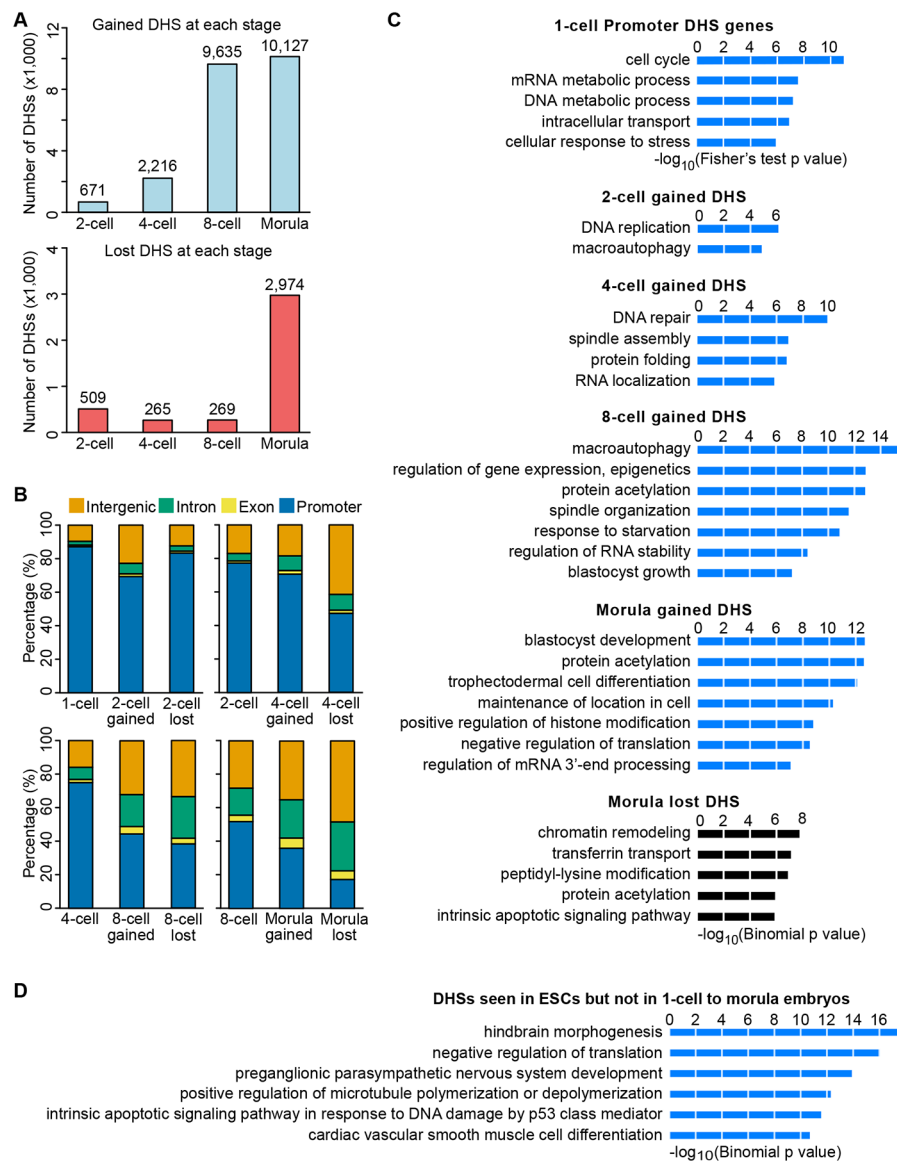 A
Gained DHS at each stage
Number of DHSs (x1,000)
0 2 4 6 8 10 12
671
2,216
9,635
10,127
2-cell 4-cell 8-cell Morula
Lost DHS at each stage
Number of DHSs (x1,000)
0 1 2 3 4
509
265
269
2,974
2-cell 4-cell 8-cell Morula
B
Intergenic Intron Exon Promoter
Percentage (%)
0 20 40 60 80 100
1-cell 2-cell gained 2-cell lost
2-cell 4-cell gained 4-cell lost
Percentage (%)
0 20 40 60 80 100
4-cell 8-cell gained 8-cell lost
8-cell Morula gained Morula lost
C
1-cell Promoter DHS genes
0 2 4 6 8 10
cell cycle
mRNA metabolic process
DNA metabolic process
intracellular transport
cellular response to stress
-log10(Fisher's test p value)
2-cell gained DHS
0 2 4 6
DNA replication
macroautophagy
4-cell gained DHS
0 2 4 6 8 10
DNA repair
spindle assembly
protein folding
RNA localization
8-cell gained DHS
0 2 4 6 8 10 12 14
macroautophagy
regulation of gene expression, epigenetics
protein acetylation
spindle organization
response to starvation
regulation of RNA stability
blastocyst growth
Morula gained DHS
0 2 4 6 8 10 12
blastocyst development
protein acetylation
trophectodermal cell differentiation
maintenance of location in cell
positive regulation of histone modification
negative regulation of translation
regulation of mRNA 3'-end processing
Morula lost DHS
0 2 4 6 8
chromatin remodeling
transferrin transport
peptidyl-lysine modification
protein acetylation
intrinsic apoptotic signaling pathway
-log10(Binomial p value)
D
DHSs seen in ESCs but not in 1-cell to morula embryos
0 2 4 6 8 10 12 14 16
hindbrain morphogenesis
negative regulation of translation
preganglionic parasympathetic nervous system development
positive regulation of microtubule polymerization or depolymerization
intrinsic apoptotic signaling pathway in response to DNA damage by p53 class mediator
cardiac vascular smooth muscle cell differentiation
-log10(Binomial p value)